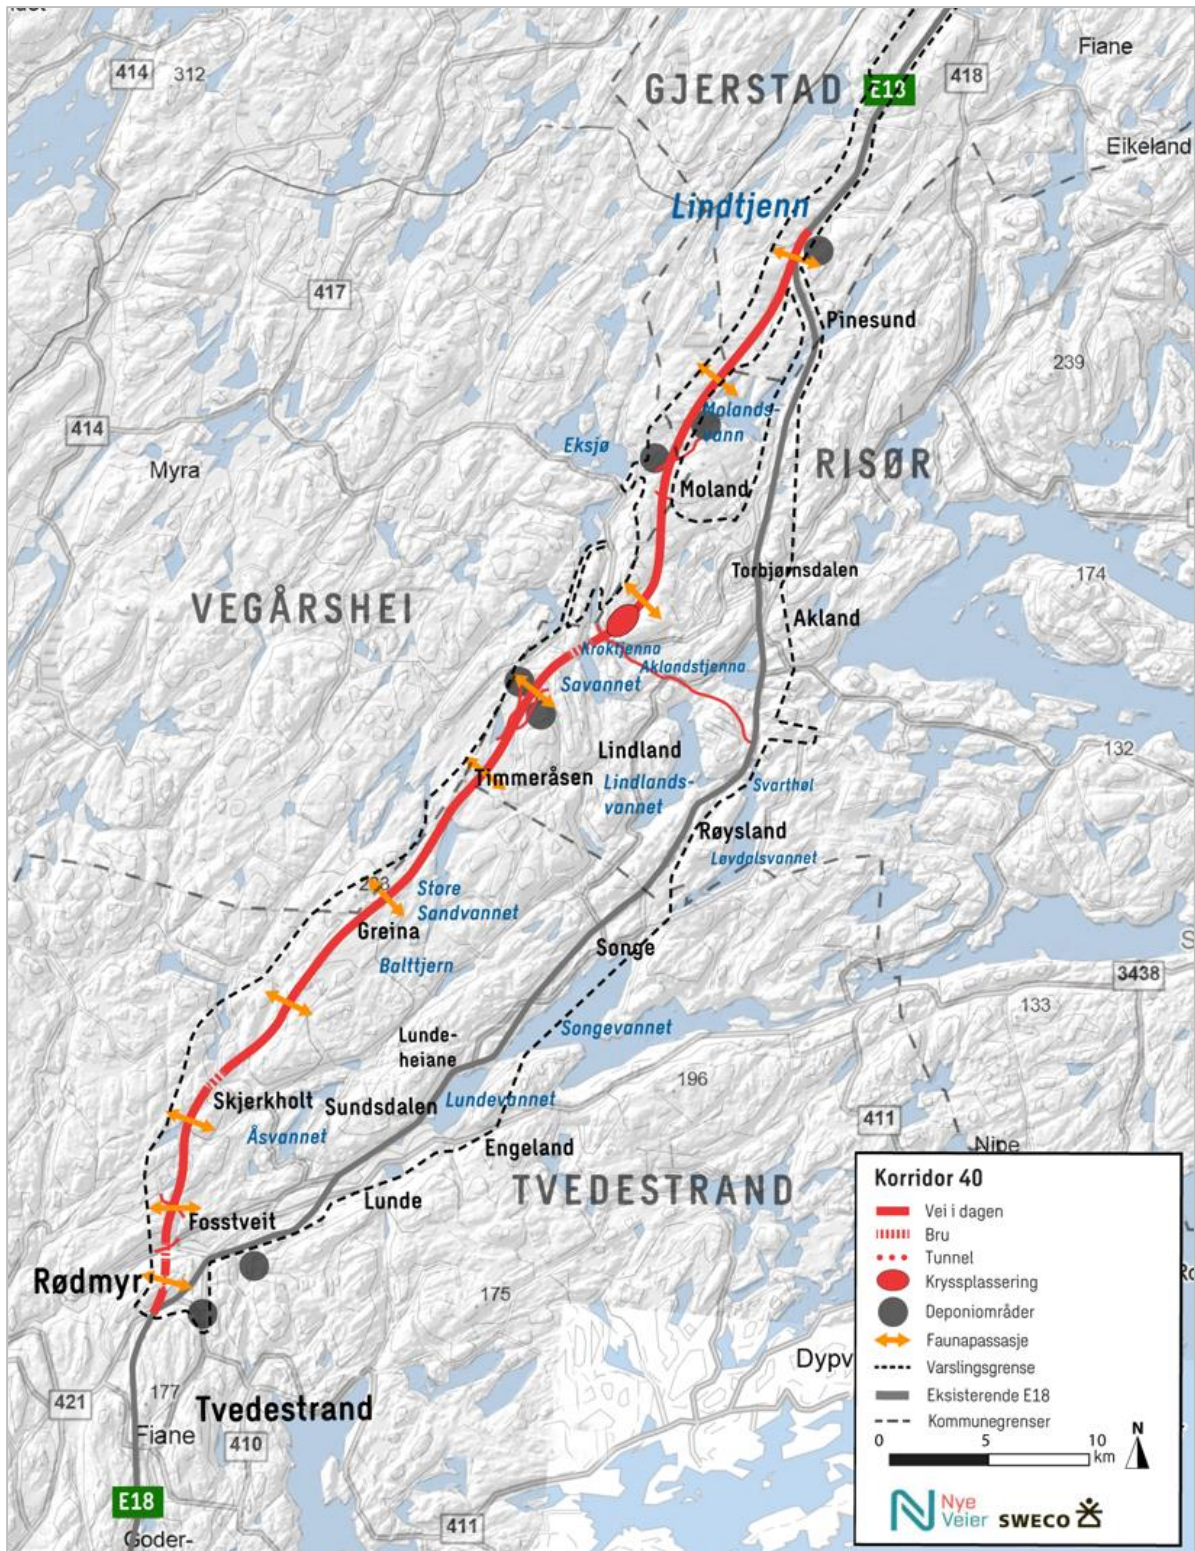 Fiane
414
312
GJERSTAD
E18
418
Eikeland
Lindtjenn
417
Pinesund
239
Molands-
vann
414
Eksjø
Myra
RISØR
Moland
Torbjørnsdalen
174
VEGÅRSHEI
Akland
Kroktjenna
Aklandstjenna
Savannet
Lindland
132
Timmeråsen
Lindlands-
vannet
Svarthøl
Røysland
Løvdalsvannet
Store
Sandvannet
Greina
Songe
Balttjern
3438
133
Songevannet
Lunde-
heiane
196
Skjerkholt
Sundsdalen
Lundevannet
Åsvannet
411
Nipe
Engeland
TVEDESTRAND
Lunde
Fosstveit
Rødmyr
175
Dypv
421
177
Tvedestrand
Fiane
410
E18
411
Goder-
Korridor 40
Vei i dagen
Bru
Tunnel
Kryssplassering
Deponiområder
Faunapassasje
Varslingsgrense
Eksisterende E18
Kommunegrenser
0 5 10
km
N
Nye
Veier
SWECO